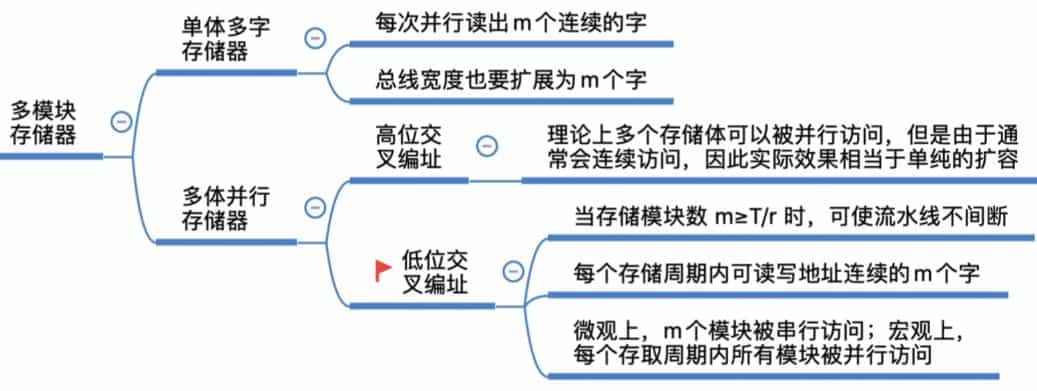 多模块
存储器
单体多字
存储器
每次并行读出m个连续的字
总线宽度也要扩展为m个字
多体并行
存储器
高位交
叉编址
理论上多个存储体可以被并行访问，但是由于通
常会连续访问，因此实际效果相当于单纯的扩容
低位交
叉编址
当存储模块数 m≥T/r 时，可使流水线不间断
每个存储周期内可读写地址连续的m个字
微观上，m个模块被串行访问；宏观上，
每个存取周期内所有模块被并行访问